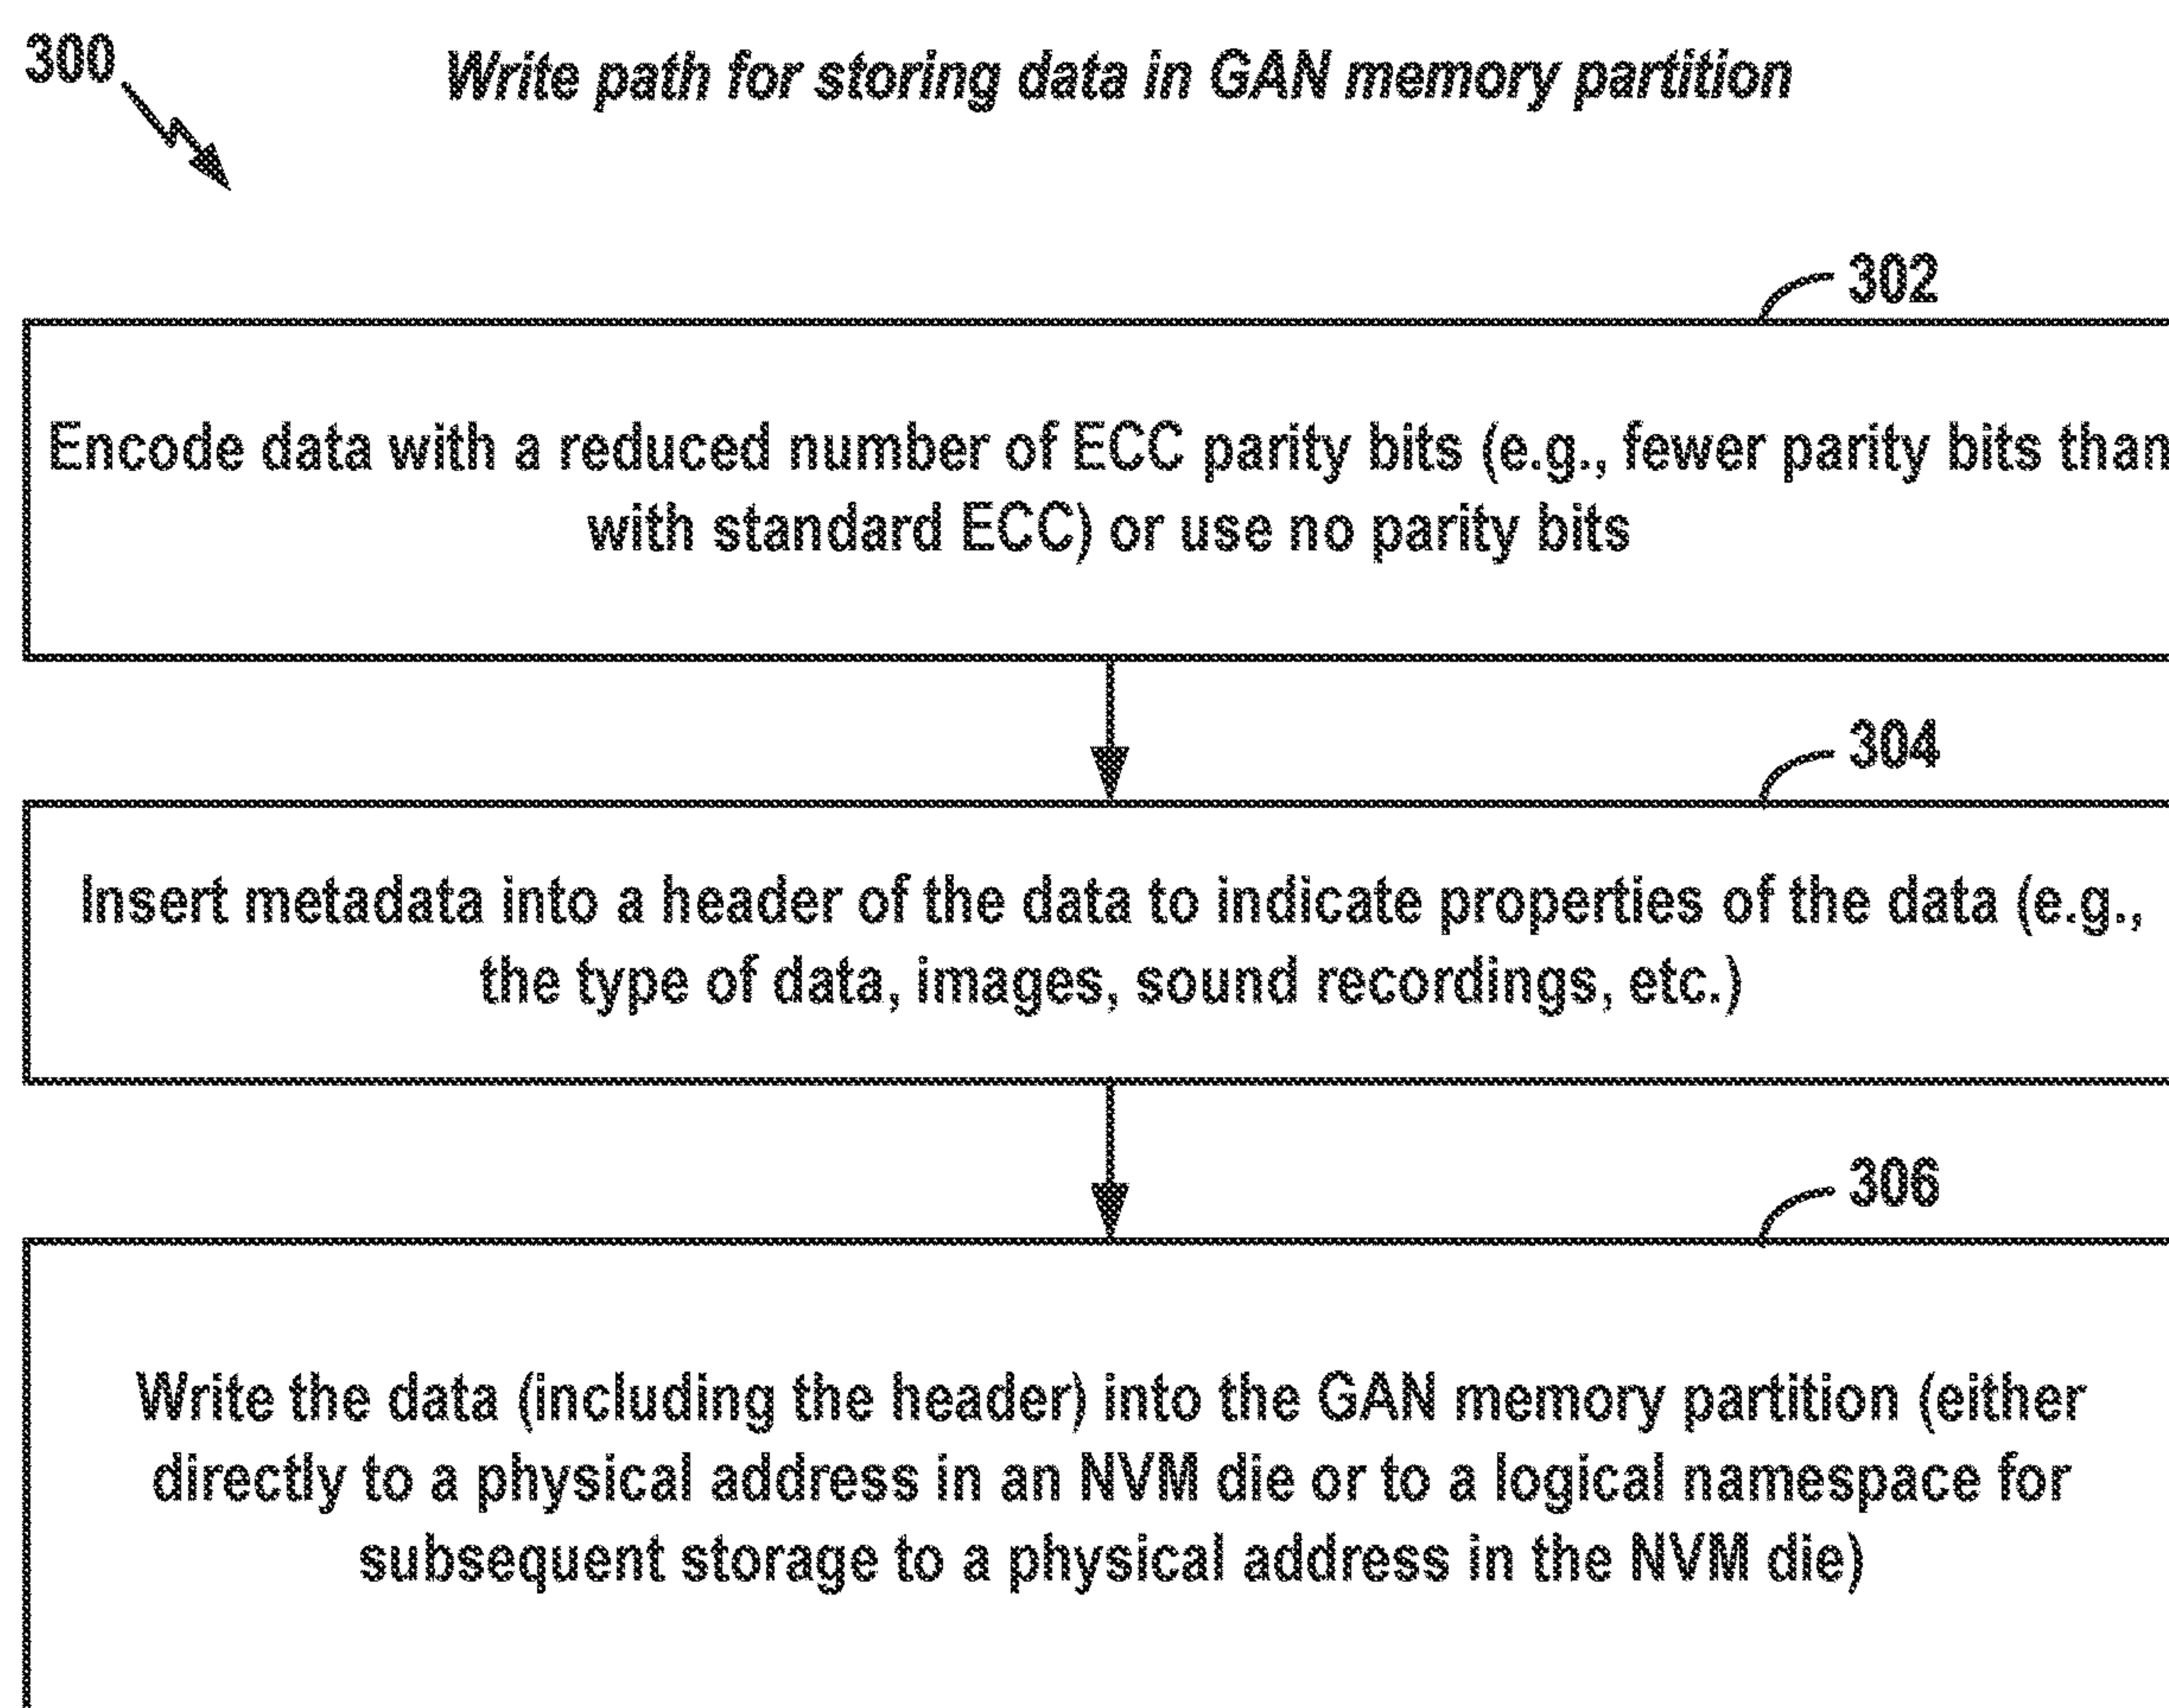 300
Write path for storing data in GAN memory partition
302
Encode data with a reduced number of ECC parity bits (e.g., fewer parity bits than
with standard ECC) or use no parity bits
304
Insert metadata into a header of the data to indicate properties of the data (e.g.,
the type of data, images, sound recordings, etc.)
306
Write the data (including the header) into the GAN memory partition (either
directly to a physical address in an NVM die or to a logical namespace for
subsequent storage to a physical address in the NVM die)